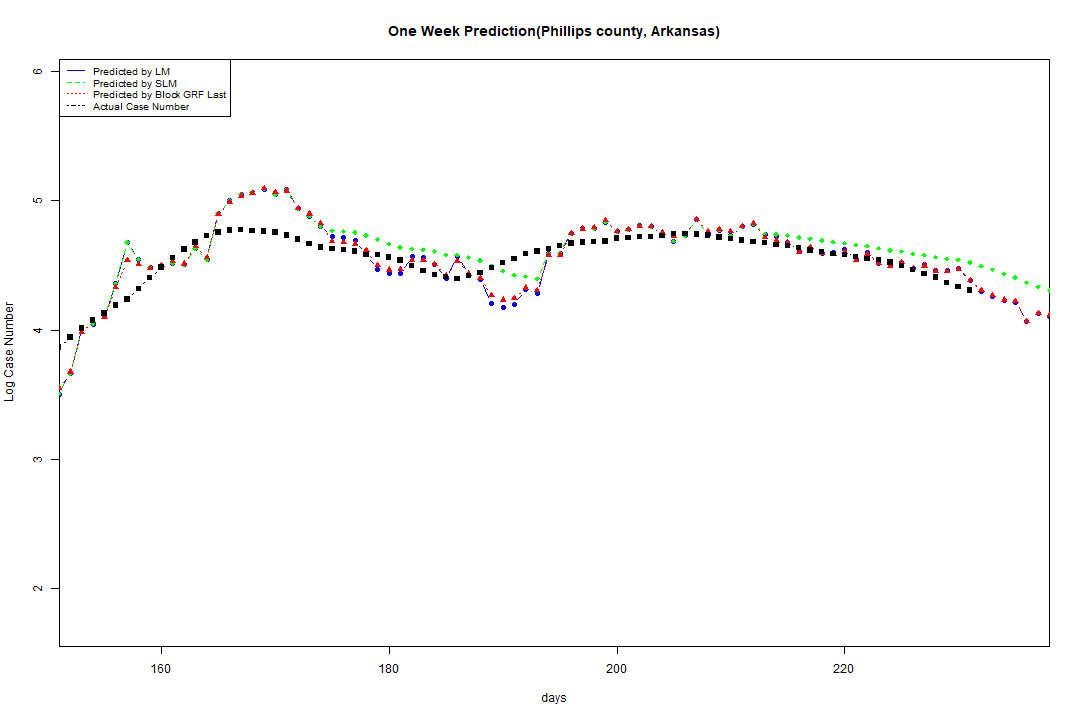 One Week Prediction(Phillips county, Arkansas)
Predicted by LM
Predicted by SLM
Predicted by Block GRF Last
Actual Case Number
6
5
4
3
2
Log Case Number
160 180 200 220
days